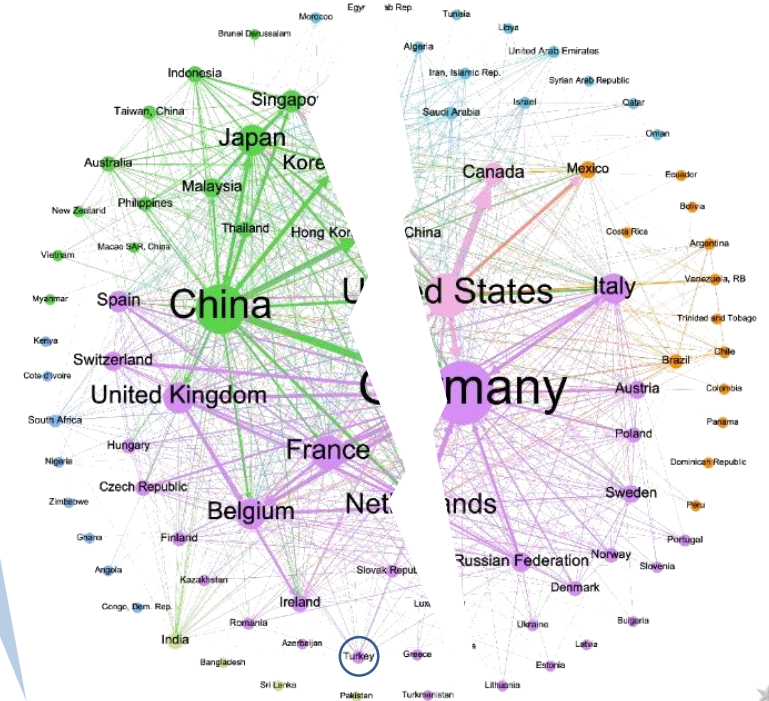 Morocco
Tunisia
Libya
Brunei Darussalam
Algeria
United Arab Emirates
Indonesia
Iran, Islamic Rep.
Syrian Arab Republic
Singapo
Taiwan, China
Saudi Arabia
Israel
Qatar
Oman
Japan
Kore
Australia
Canada
Mexico
Ecuador
Malaysia
Philippines
New Zealand
Bolivia
Thailand
Hong Kon
China
Costa Rica
Macao SAR, China
Argentina
Vietnam
Venezuela, RB
Myanmar
Spain
China
d States
Italy
Trinidad and Tobago
Kenya
Switzerland
Brazil
Chile
Cote d'Ivoire
United Kingdom
many
Austria
Colombia
South Africa
Panama
Hungary
France
Poland
Nigeria
Dominican Republic
Czech Republic
Sweden
Zimbabwe
Belgium
Net
ands
Peru
Ghana
Finland
Russian Federation
Norway
Portugal
Slovenia
Angola
Kazakhstan
Slovak Repub
Denmark
Congo, Dem. Rep.
Ireland
Lux
Romania
Ukraine
Bulgaria
India
Azerbaijan
Turkey
Greece
Latvia
Bangladesh
Estonia
Sri Lanka
Pakistan
Turkmenistan
Lithuania